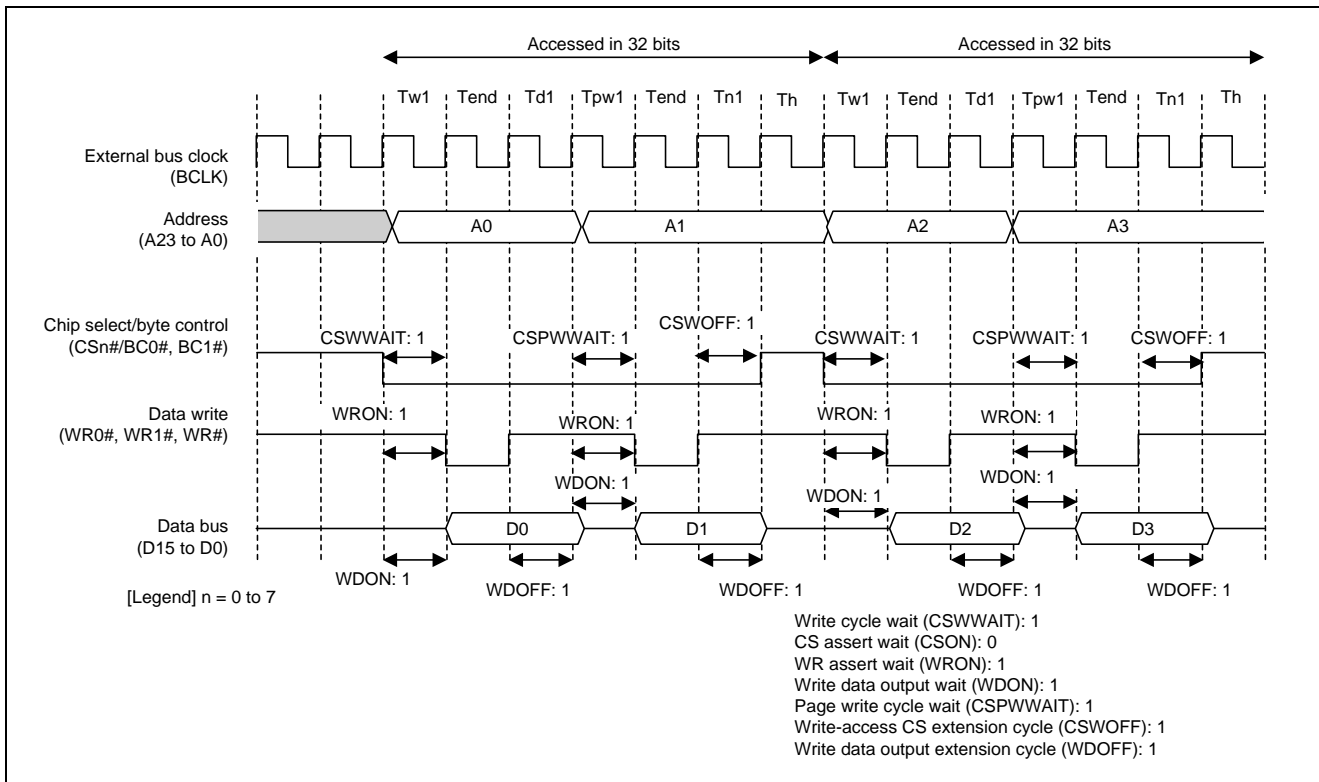 Accessed in 32 bits Accessed in 32 bits
Tw1 Tend Td1 Tpw1 Tend Tn1 Th Tw1 Tend Td1 Tpw1 Tend Tn1 Th
External bus clock
(BCLK)
Address
(A23 to A0)
A0 A1 A2 A3
Chip select/byte control
(CSn#/BC0#, BC1#)
CSWWAIT: 1 CSPWWAIT: 1 CSWOFF: 1 CSWWAIT: 1 CSPWWAIT: 1 CSWOFF: 1
Data write
(WR0#, WR1#, WR#)
WRON: 1 WRON: 1 WRON: 1 WRON: 1
WDON: 1 WDON: 1 WDON: 1
Data bus
(D15 to D0)
D0 D1 D2 D3
WDON: 1 WDOFF: 1 WDOFF: 1 WDOFF: 1 WDOFF: 1
[Legend] n = 0 to 7
Write cycle wait (CSWWAIT): 1
CS assert wait (CSON): 0
WR assert wait (WRON): 1
Write data output wait (WDON): 1
Page write cycle wait (CSPWWAIT): 1
Write-access CS extension cycle (CSWOFF): 1
Write data output extension cycle (WDOFF): 1